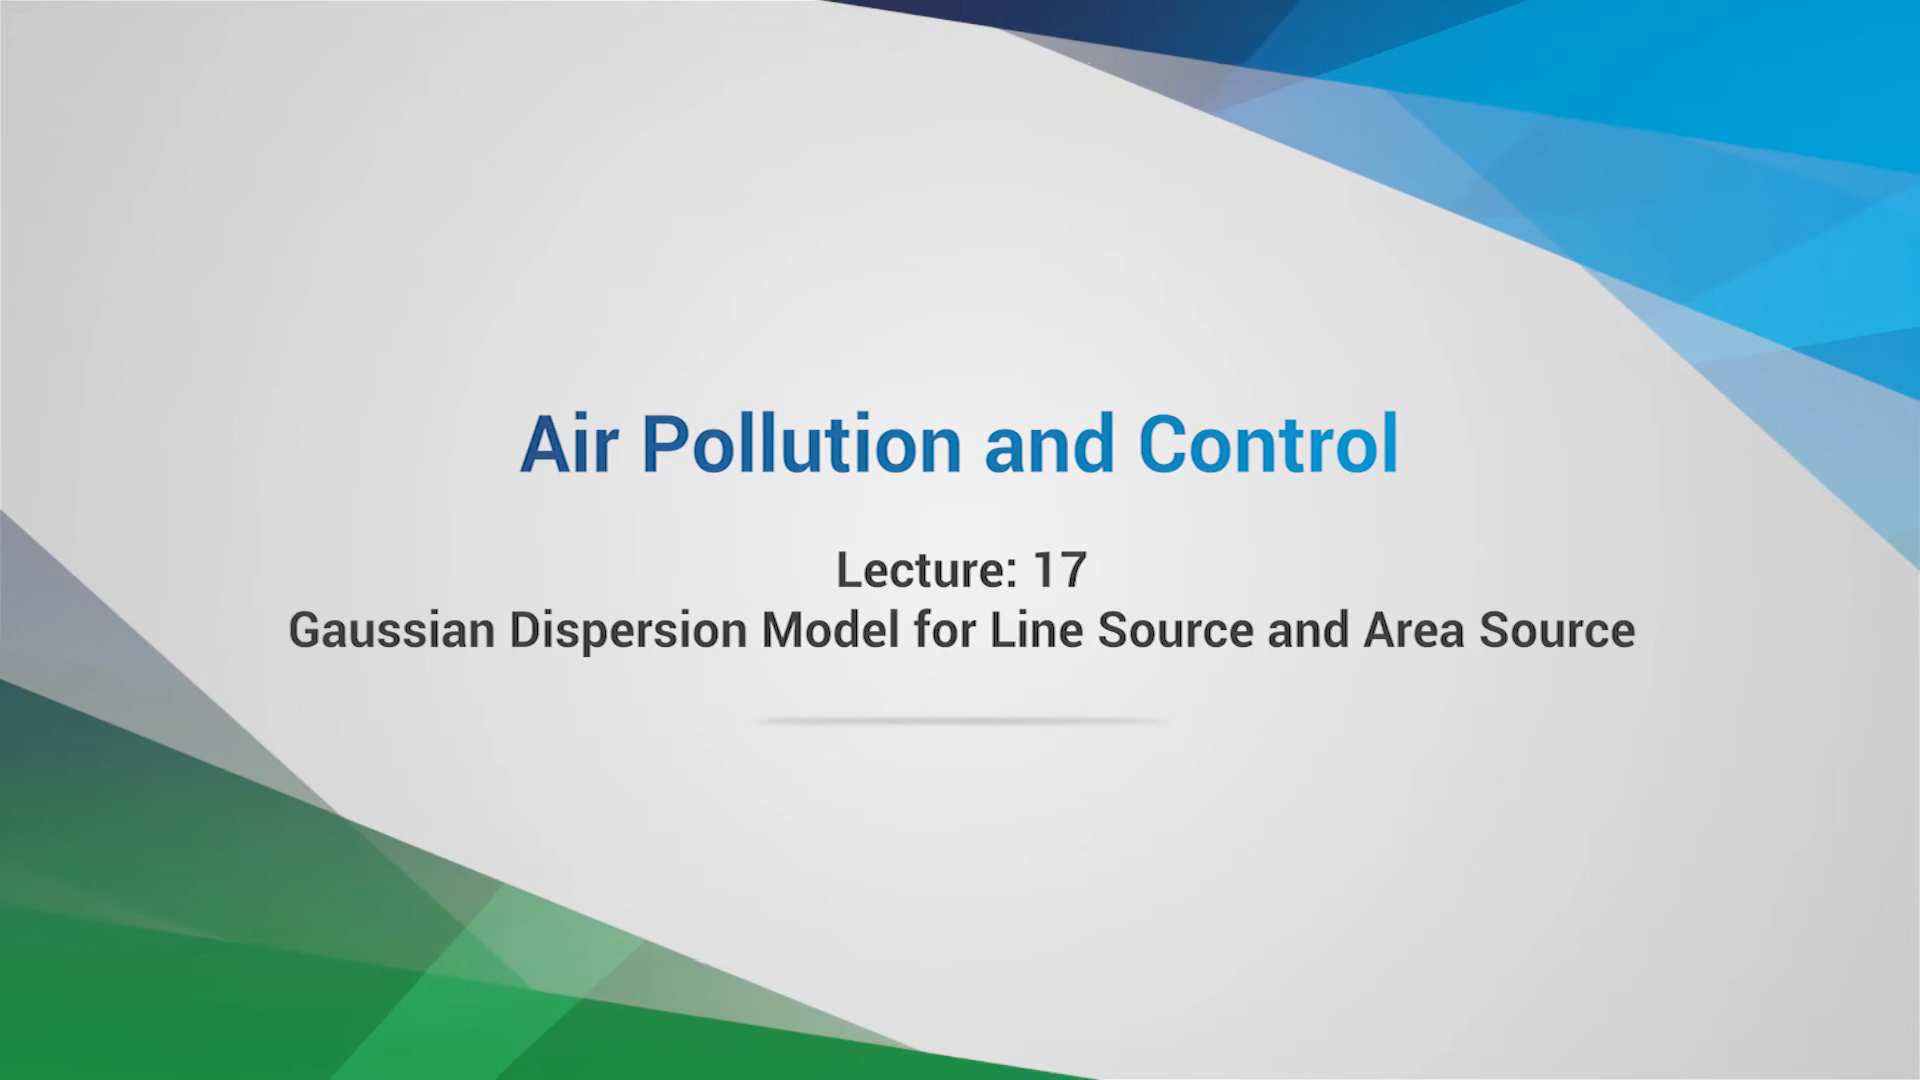 Air Pollution and Control
Lecture: 17
Gaussian Dispersion Model for Line Source and Area Source